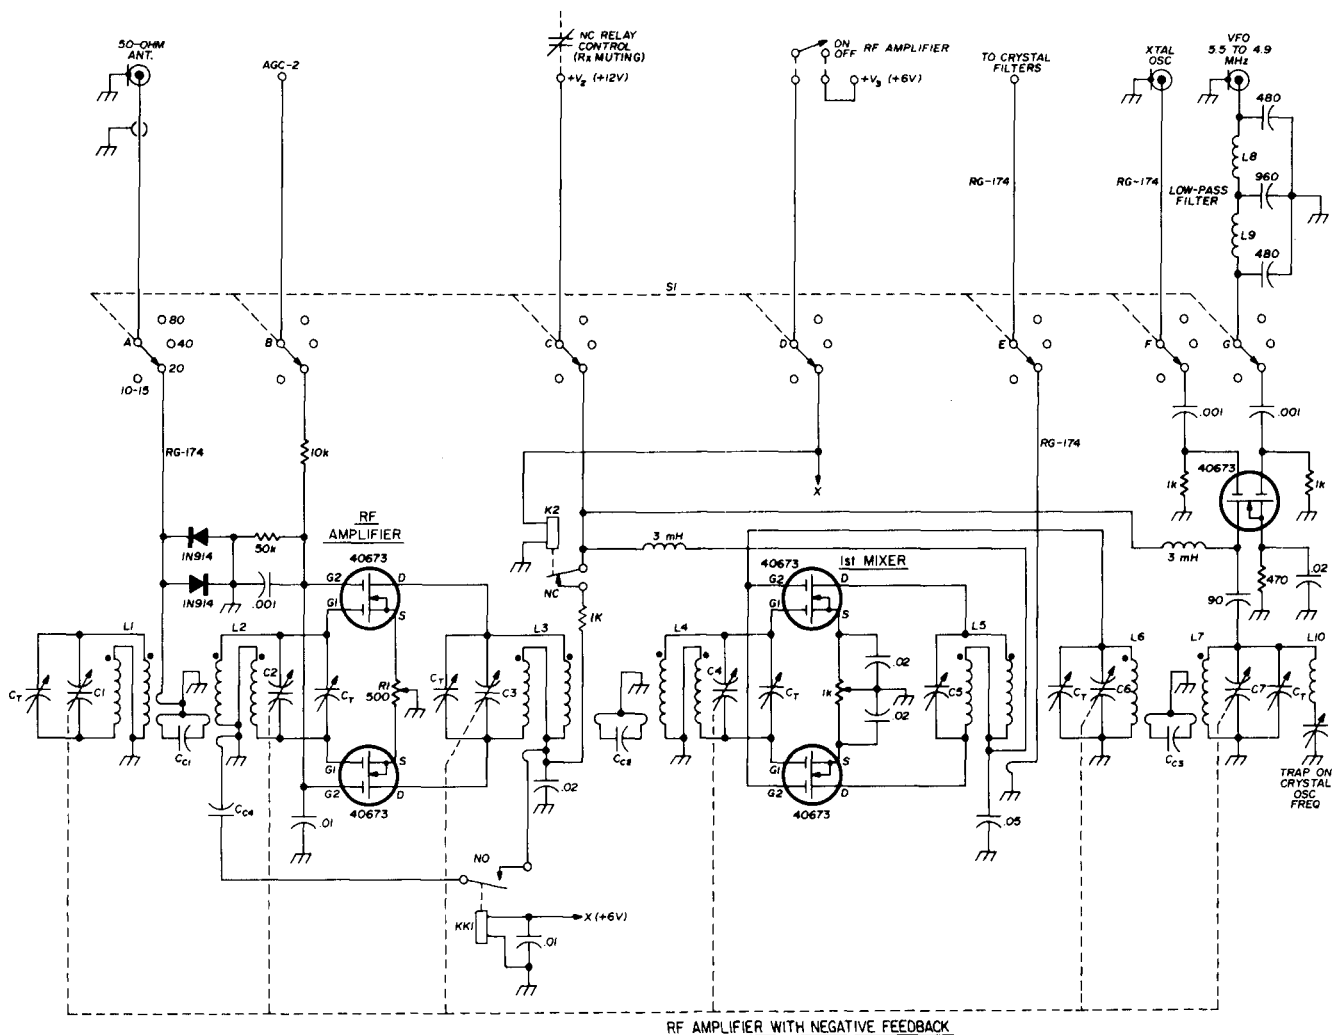 50-OHM
ANT.
AGC-2
NC RELAY
CONTROL
(Rx MUTING)
+V2 (+12V)
ON
OFF
RF AMPLIFIER
+V3 (+6V)
TO CRYSTAL
FILTERS
XTAL
OSC
VFO
5.5 TO 4.9
MHz
480
L8
RG-174
RG-174
960
LOW-PASS
FILTER
L9
480
S1
80
A
40
20
10-15
B
C
D
E
F
G
.001
.001
RG-174
10k
RG-174
40673
1k
1k
X
K2
RF
AMPLIFIER
1N914
50k
3 mH
40673
1st MIXER
3 mH
470
.02
40673
1N914
.001
G2
D
G1
S
NC
1K
G2
D
G1
S
90
L1
L2
L3
L4
L5
L6
L7
L10
CT
C1
C2
CT
R1
500
CT
C3
C4
CT
.02
1k
.02
C5
CT
C6
C7
CT
CC1
CC2
CC3
G1
S
G2
D
40673
.02
G1
S
G2
D
40673
TRAP ON
CRYSTAL
OSC
FREQ
CC4
.01
.05
NO
KK1
X (+6V)
.01
RF AMPLIFIER WITH NEGATIVE FEEDBACK